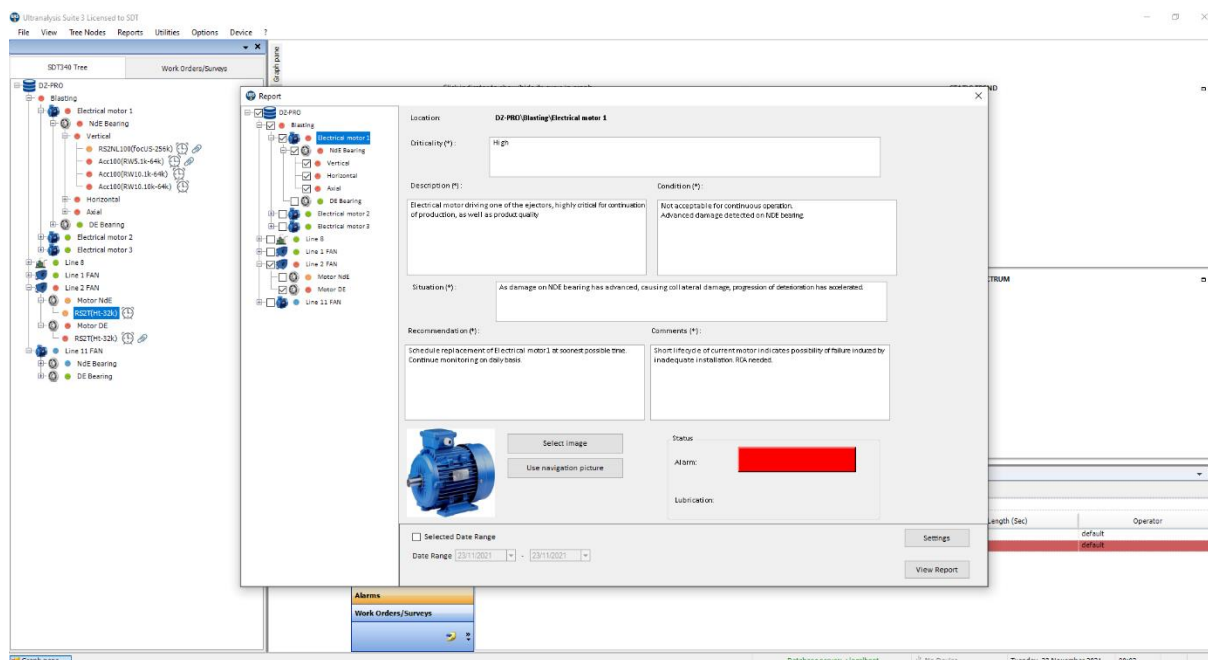 Ultranalysis Suite 3 Licensed to SDT
File View Tree Nodes Reports Utilities Options Device ?
SDT340 Tree
Work Orders/Surveys
DZ-PRO
Blasting
Electrical motor 1
NdE Bearing
Vertical
RS2NL100(focUS-256k)
Acc100(RW5.1k-64k)
Acc100(RW10.1k-64k)
Acc100(RW10.10k-64k)
Horizontal
Axial
DE Bearing
Electrical motor 2
Electrical motor 3
Line 8
Line 1 FAN
Line 2 FAN
Motor NdE
RS2T(Ht-32k)
Motor DE
RS2T(Ht-32k)
Line 11 FAN
NdE Bearing
DE Bearing
Graph pane
Report
DZ-PRO
Blasting
Electrical motor 1
NdE Bearing
Vertical
Horizontal
Axial
DE Bearing
Electrical motor 2
Electrical motor 3
Line 8
Line 1 FAN
Line 2 FAN
Motor NdE
Motor DE
Line 11 FAN
Location: DZ-PRO\Blasting\Electrical motor 1
Criticality (*) : High
Description (*) :
Electrical motor driving one of the ejectors, highly critical for continuation
of production, as well as product quality
Condition (*) :
Not acceptable for continuous operation.
Advanced damage detected on NDE bearing.
Situation (*) : As damage on NDE bearing has advanced, causing collateral damage, progression of deterioration has accelerated.
Recommendation (*) :
Schedule replacement of Electrical motor1 at soonest possible time.
Continue monitoring on daily basis
Comments (*) :
Short lifecycle of current motor indicates possibility of failure induced by
inadequate installation. RCA needed.
Select image
Use navigation picture
Status
Alarm:
Lubrication:
Selected Date Range
Date Range 23/11/2021 - 23/11/2021
Settings
View Report
TREND
TRUM
Length (Sec) Operator
default
default
Alarms
Work Orders/Surveys